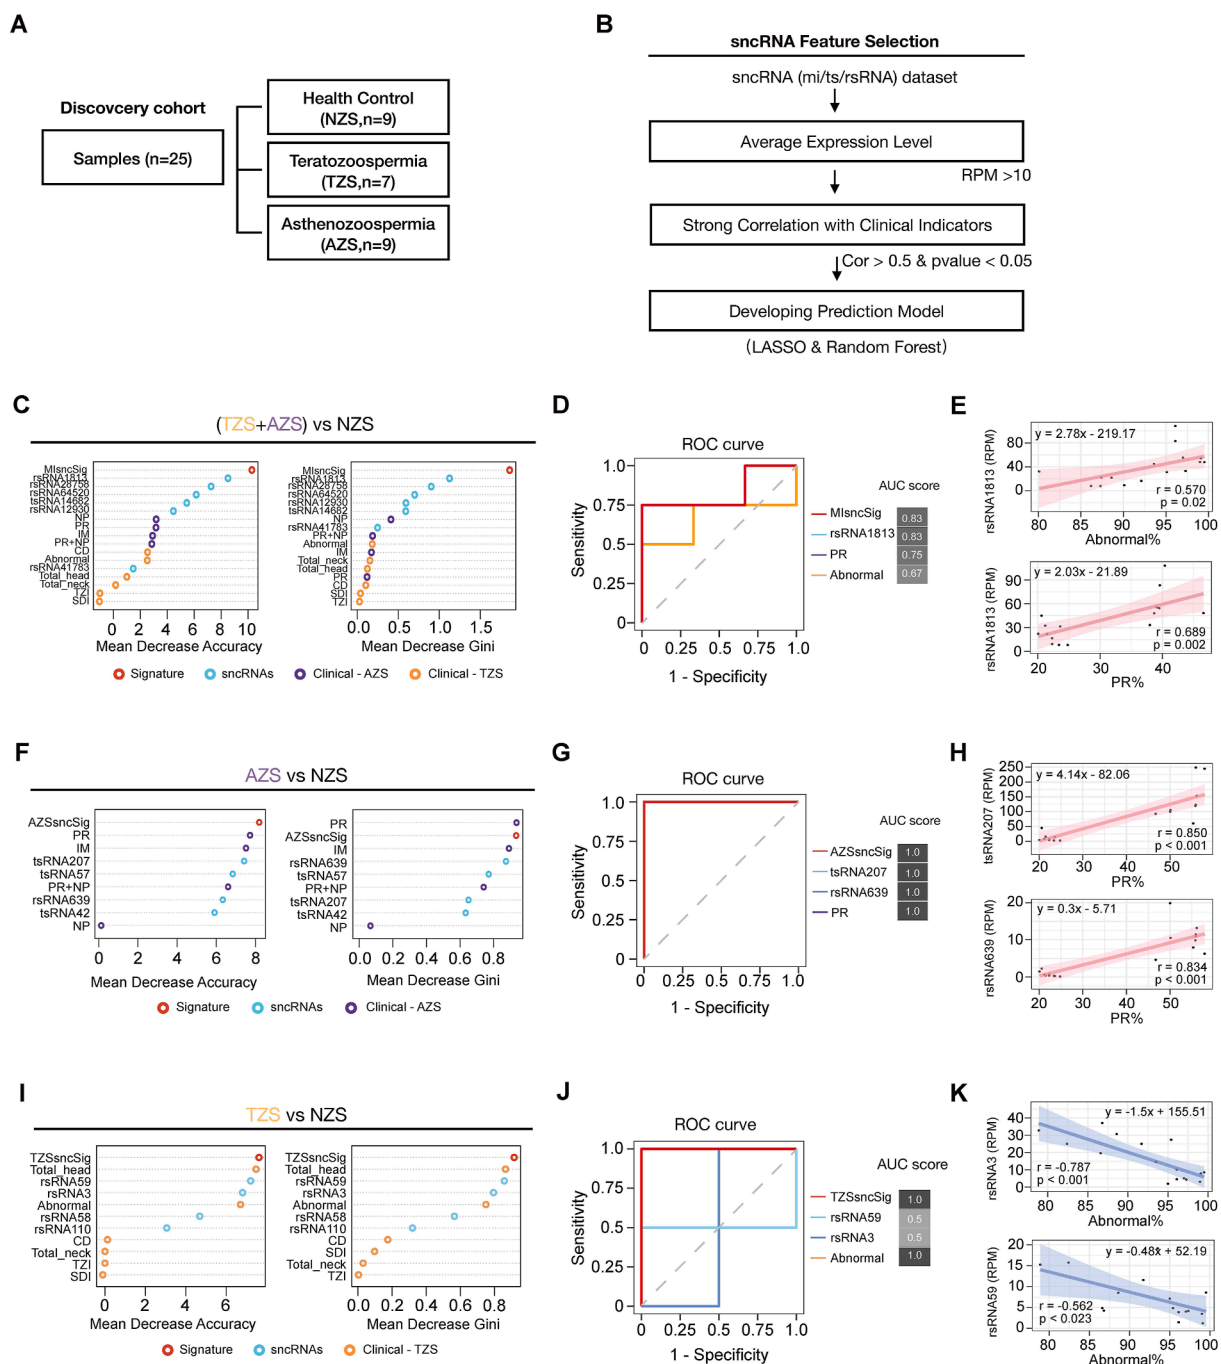 A
Discovcery cohort
Samples (n=25)
Health Control
(NZS,n=9)
Teratozoospermia
(TZS,n=7)
Asthenozoospermia
(AZS,n=9)
B
sncRNA Feature Selection
sncRNA (mi/ts/rsRNA) dataset
Average Expression Level
RPM >10
Strong Correlation with Clinical Indicators
Cor > 0.5 & pvalue < 0.05
Developing Prediction Model
(LASSO & Random Forest)
C
(TZS+AZS) vs NZS
MIsncSig
rsRNA1813
rsRNA28758
rsRNA64520
tsRNA14682
rsRNA12930
NP
PR
IM
PR+NP
CD
Abnormal
rsRNA41783
Total_head
Total_neck
TZI
SDI
0 2 4 6 8 10
Mean Decrease Accuracy
MIsncSig
rsRNA1813
rsRNA28758
rsRNA64520
rsRNA12930
tsRNA14682
NP
rsRNA41783
PR+NP
Abnormal
IM
Total_neck
Total_head
PR
CD
SDI
TZI
0.0 0.5 1.0 1.5
Mean Decrease Gini
Signature sncRNAs Clinical - AZS Clinical - TZS
D
ROC curve
1.0
0.75
0.5
0.25
0
Sensitivity
0 0.25 0.5 0.75 1.0
1 - Specificity
AUC score
MIsncSig 0.83
rsRNA1813 0.83
PR 0.75
Abnormal 0.67
E
y = 2.78x - 219.17
80
40
0
rsRNA1813 (RPM)
r = 0.570
p = 0.02
80 85 90 95 100
Abnormal%
y = 2.03x - 21.89
90
60
30
0
rsRNA1813 (RPM)
r = 0.689
p = 0.002
20 30 40
PR%
F
AZS vs NZS
AZSsncSig
PR
IM
tsRNA207
tsRNA57
PR+NP
rsRNA639
tsRNA42
NP
0 2 4 6 8
Mean Decrease Accuracy
PR
AZSsncSig
IM
rsRNA639
tsRNA57
PR+NP
tsRNA207
tsRNA42
NP
0.0 0.2 0.4 0.6 0.8
Mean Decrease Gini
Signature sncRNAs Clinical - AZS
G
ROC curve
1.0
0.75
0.5
0.25
0
Sensitivity
0 0.25 0.5 0.75 1.0
1 - Specificity
AUC score
AZSsncSig 1.0
tsRNA207 1.0
rsRNA639 1.0
PR 1.0
H
y = 4.14x - 82.06
250
200
150
100
50
0
tsRNA207 (RPM)
r = 0.850
p < 0.001
20 30 40 50
PR%
y = 0.3x - 5.71
20
10
0
rsRNA639 (RPM)
r = 0.834
p < 0.001
20 30 40 50
PR%
I
TZS vs NZS
TZSsncSig
Total_head
rsRNA59
rsRNA3
Abnormal
rsRNA58
rsRNA110
CD
Total_neck
TZI
SDI
0 2 4 6
Mean Decrease Accuracy
TZSsncSig
Total_head
rsRNA59
rsRNA3
Abnormal
rsRNA58
rsRNA110
CD
SDI
Total_neck
TZI
0.0 0.2 0.4 0.6 0.8
Mean Decrease Gini
Signature sncRNAs Clinical - TZS
J
ROC curve
1.0
0.75
0.5
0.25
0
Sensitivity
0 0.25 0.5 0.75 1.0
1 - Specificity
AUC score
TZSsncSig 1.0
rsRNA59 0.5
rsRNA3 0.5
Abnormal 1.0
K
y = -1.5x + 155.51
40
30
20
10
0
rsRNA3 (RPM)
r = -0.787
p < 0.001
80 85 90 95 100
Abnormal%
y = -0.48x + 52.19
20
15
10
5
0
rsRNA59 (RPM)
r = -0.562
p < 0.023
80 85 90 95 100
Abnormal%